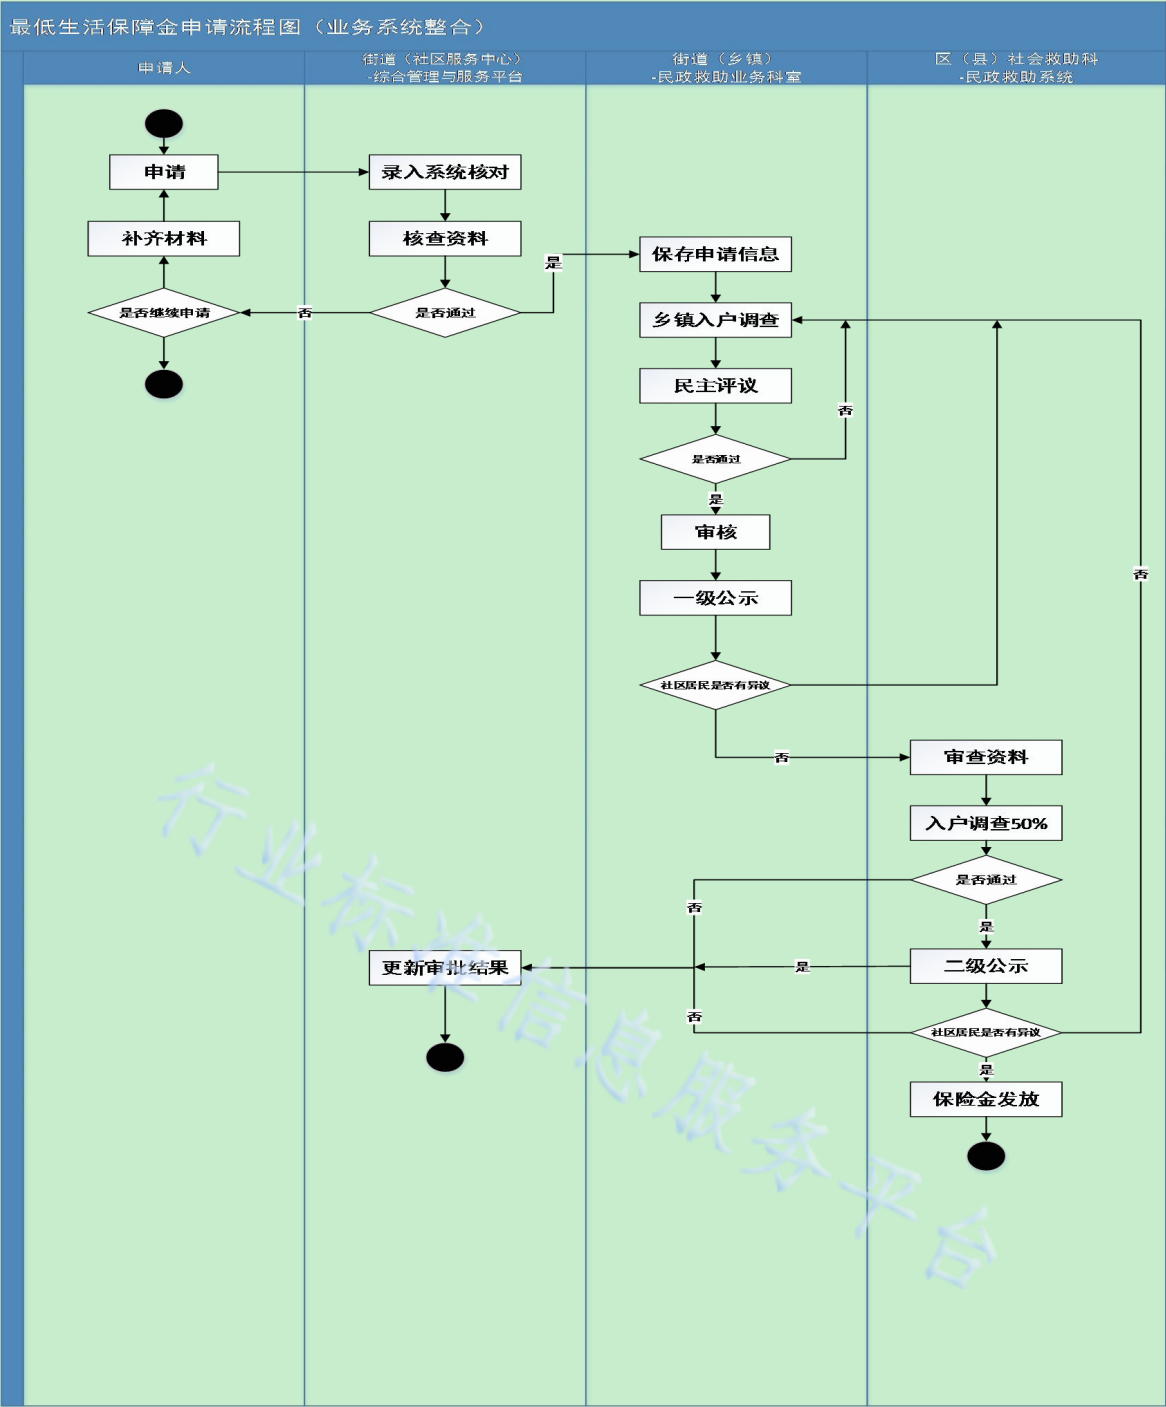 最低生活保障金申请流程图（业务系统整合）
申请人
街道（社区服务中心）
-综合管理与服务平台
街道（乡镇）
-民政救助业务科室
区（县）社会救助科
-民政救助系统
申请
录入系统核对
补齐材料
核查资料
是
保存申请信息
是否继续申请
否
是否通过
乡镇入户调查
民主评议
否
是否通过
是
审核
否
一级公示
社区居民是否有异议
否
审查资料
入户调查50%
是否通过
否
是
更新审批结果
是
二级公示
否
社区居民是否有异议
是
保险金发放
行业标准信息服务平台